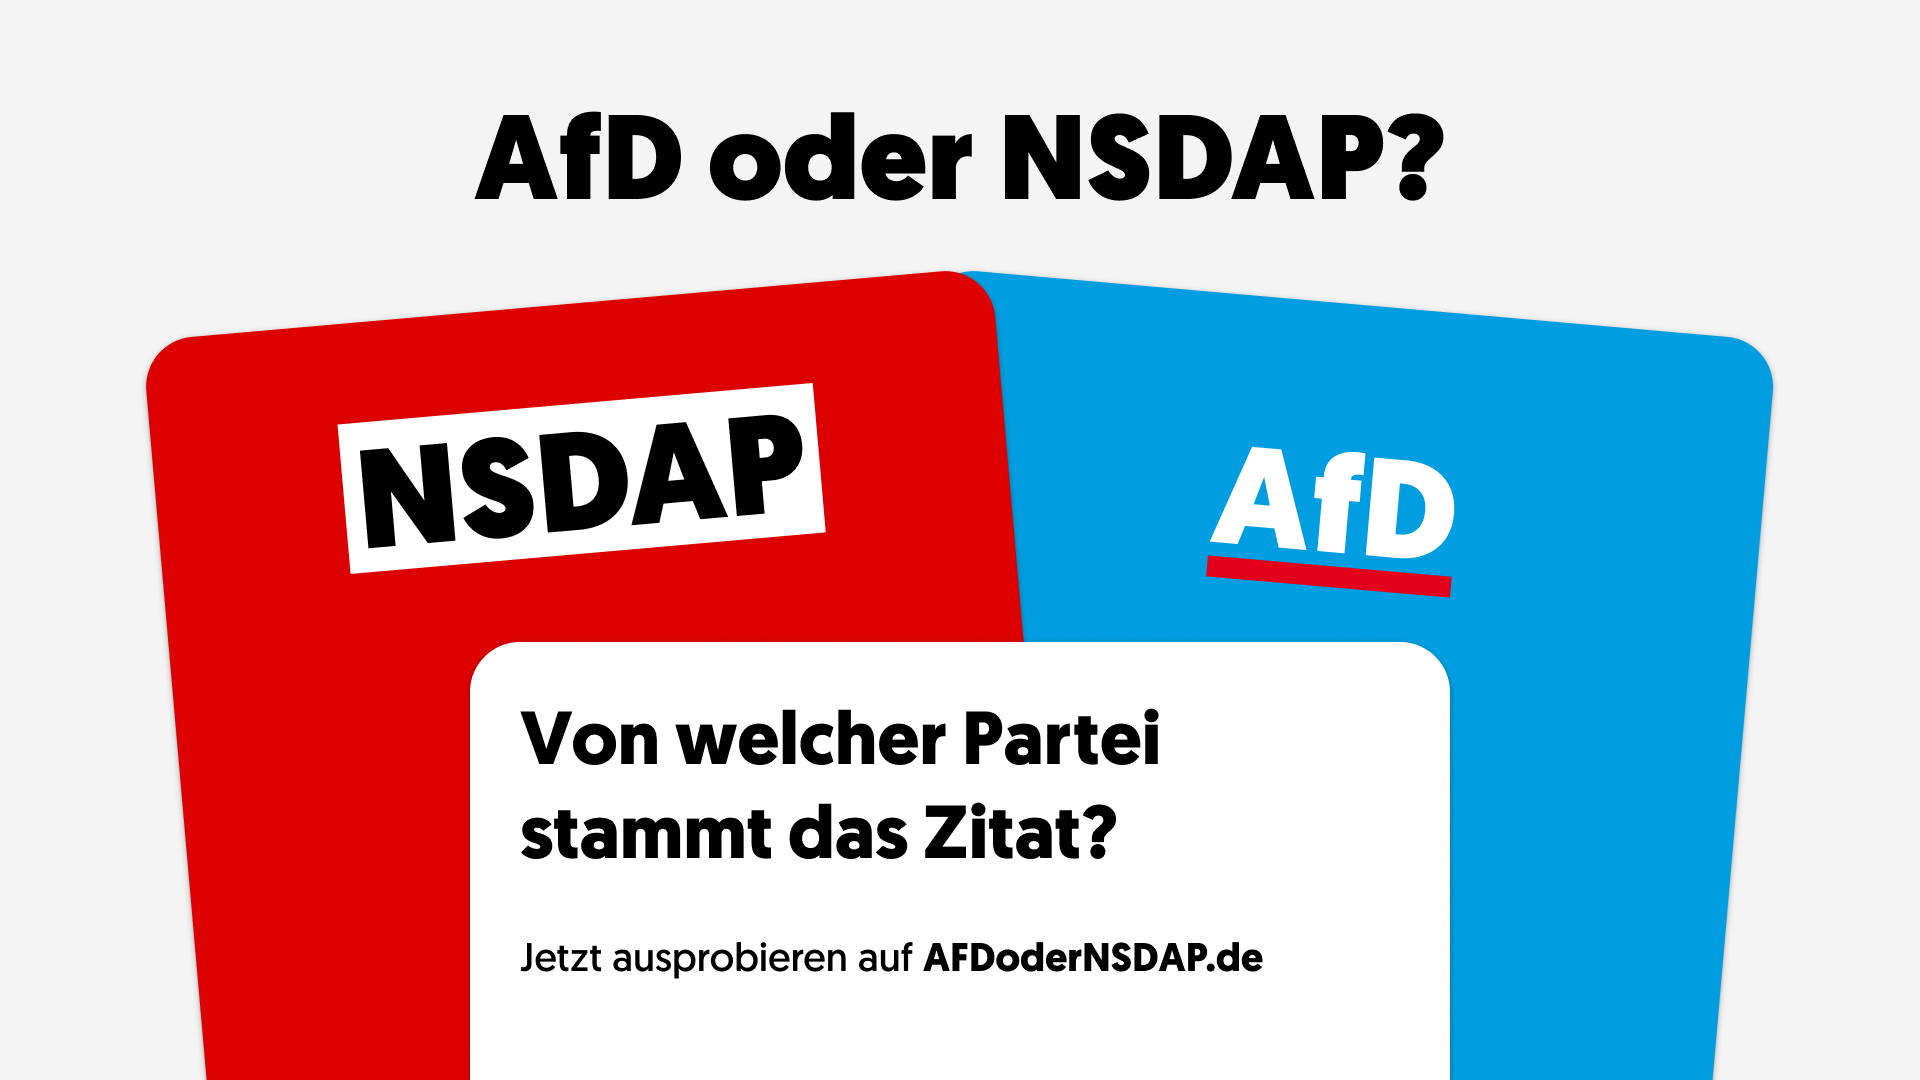 AfD oder NSDAP?
NSDAP
AfD
Von welcher Partei
stammt das Zitat?
Jetzt ausprobieren auf AFDoderNSDAP.de